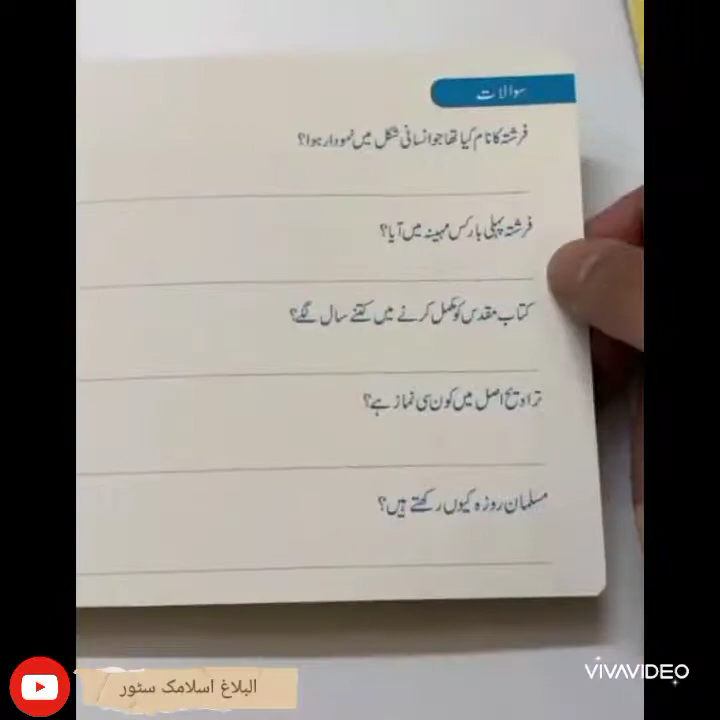 سوالات
فرشتہ کا نام کیا تھا جو انسانی شکل میں نمودار ہوا؟
فرشتہ پہلی بار کس مہینہ میں آیا؟
کتاب مقدس کو مکمل کرنے میں کتنے سال لگے؟
تراویح اصل میں کون سی نماز ہے؟
مسلمان روزہ کیوں رکھتے ہیں؟
البلاغ اسلامک سٹور
VIVAVIDEO